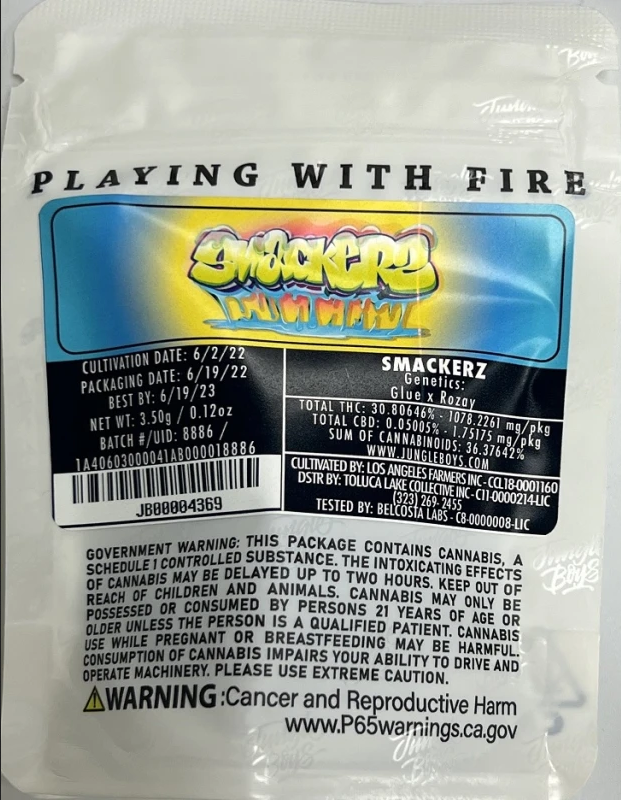 Boys
PLAYING WITH FIRE
SMACKERZ
CULTIVATION DATE: 6/2/22
PACKAGING DATE: 6/19/22
BEST BY: 6/19/23
NET WT: 3.50g / 0.12oz
BATCH #/UID: 8886 /
1A40603000041AB000018886
JB00004369
SMACKERZ
Genetics:
Glue x Rozay
TOTAL THC: 30.80646% - 1078.2261 mg/pkg
TOTAL CBD: 0.05005% - 1.75175 mg/pkg
SUM OF CANNABINOIDS: 36.37642%
WWW.JUNGLEBOYS.COM
CULTIVATED BY: LOS ANGELES FARMERS INC - CCL18-0001160
DSTR BY: TOLUCA LAKE COLLECTIVE INC - C11-0000214-LIC
(323) 269-2455
TESTED BY: BELCOSTA LABS - C8-0000008-LIC
GOVERNMENT WARNING: THIS PACKAGE CONTAINS CANNABIS, A
SCHEDULE 1 CONTROLLED SUBSTANCE. THE INTOXICATING EFFECTS
OF CANNABIS MAY BE DELAYED UP TO TWO HOURS. KEEP OUT OF
REACH OF CHILDREN AND ANIMALS. CANNABIS MAY ONLY BE
POSSESSED OR CONSUMED BY PERSONS 21 YEARS OF AGE OR
OLDER UNLESS THE PERSON IS A QUALIFIED PATIENT. CANNABIS
USE WHILE PREGNANT OR BREASTFEEDING MAY BE HARMFUL.
CONSUMPTION OF CANNABIS IMPAIRS YOUR ABILITY TO DRIVE AND
OPERATE MACHINERY. PLEASE USE EXTREME CAUTION.
Jungle
Boys
WARNING:Cancer and Reproductive Harm
www.P65warnings.ca.gov